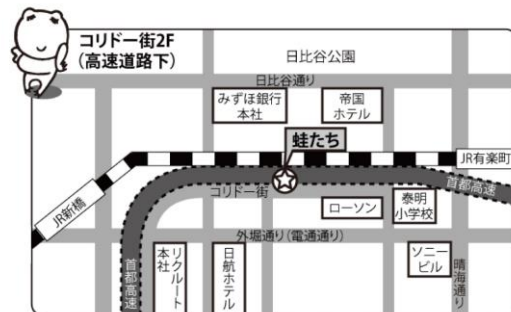 コリドー街2F
(高速道路下)
日比谷公園
日比谷通り
みずほ銀行
本社
帝国
ホテル
蛙たち
JR有楽町
首都高速
コリドー街
JR新橋
ローソン
泰明
小学校
外堀通り(電通通り)
首都高速
リクルート
本社
日航ホテル
ソニー
ビル
晴海通り